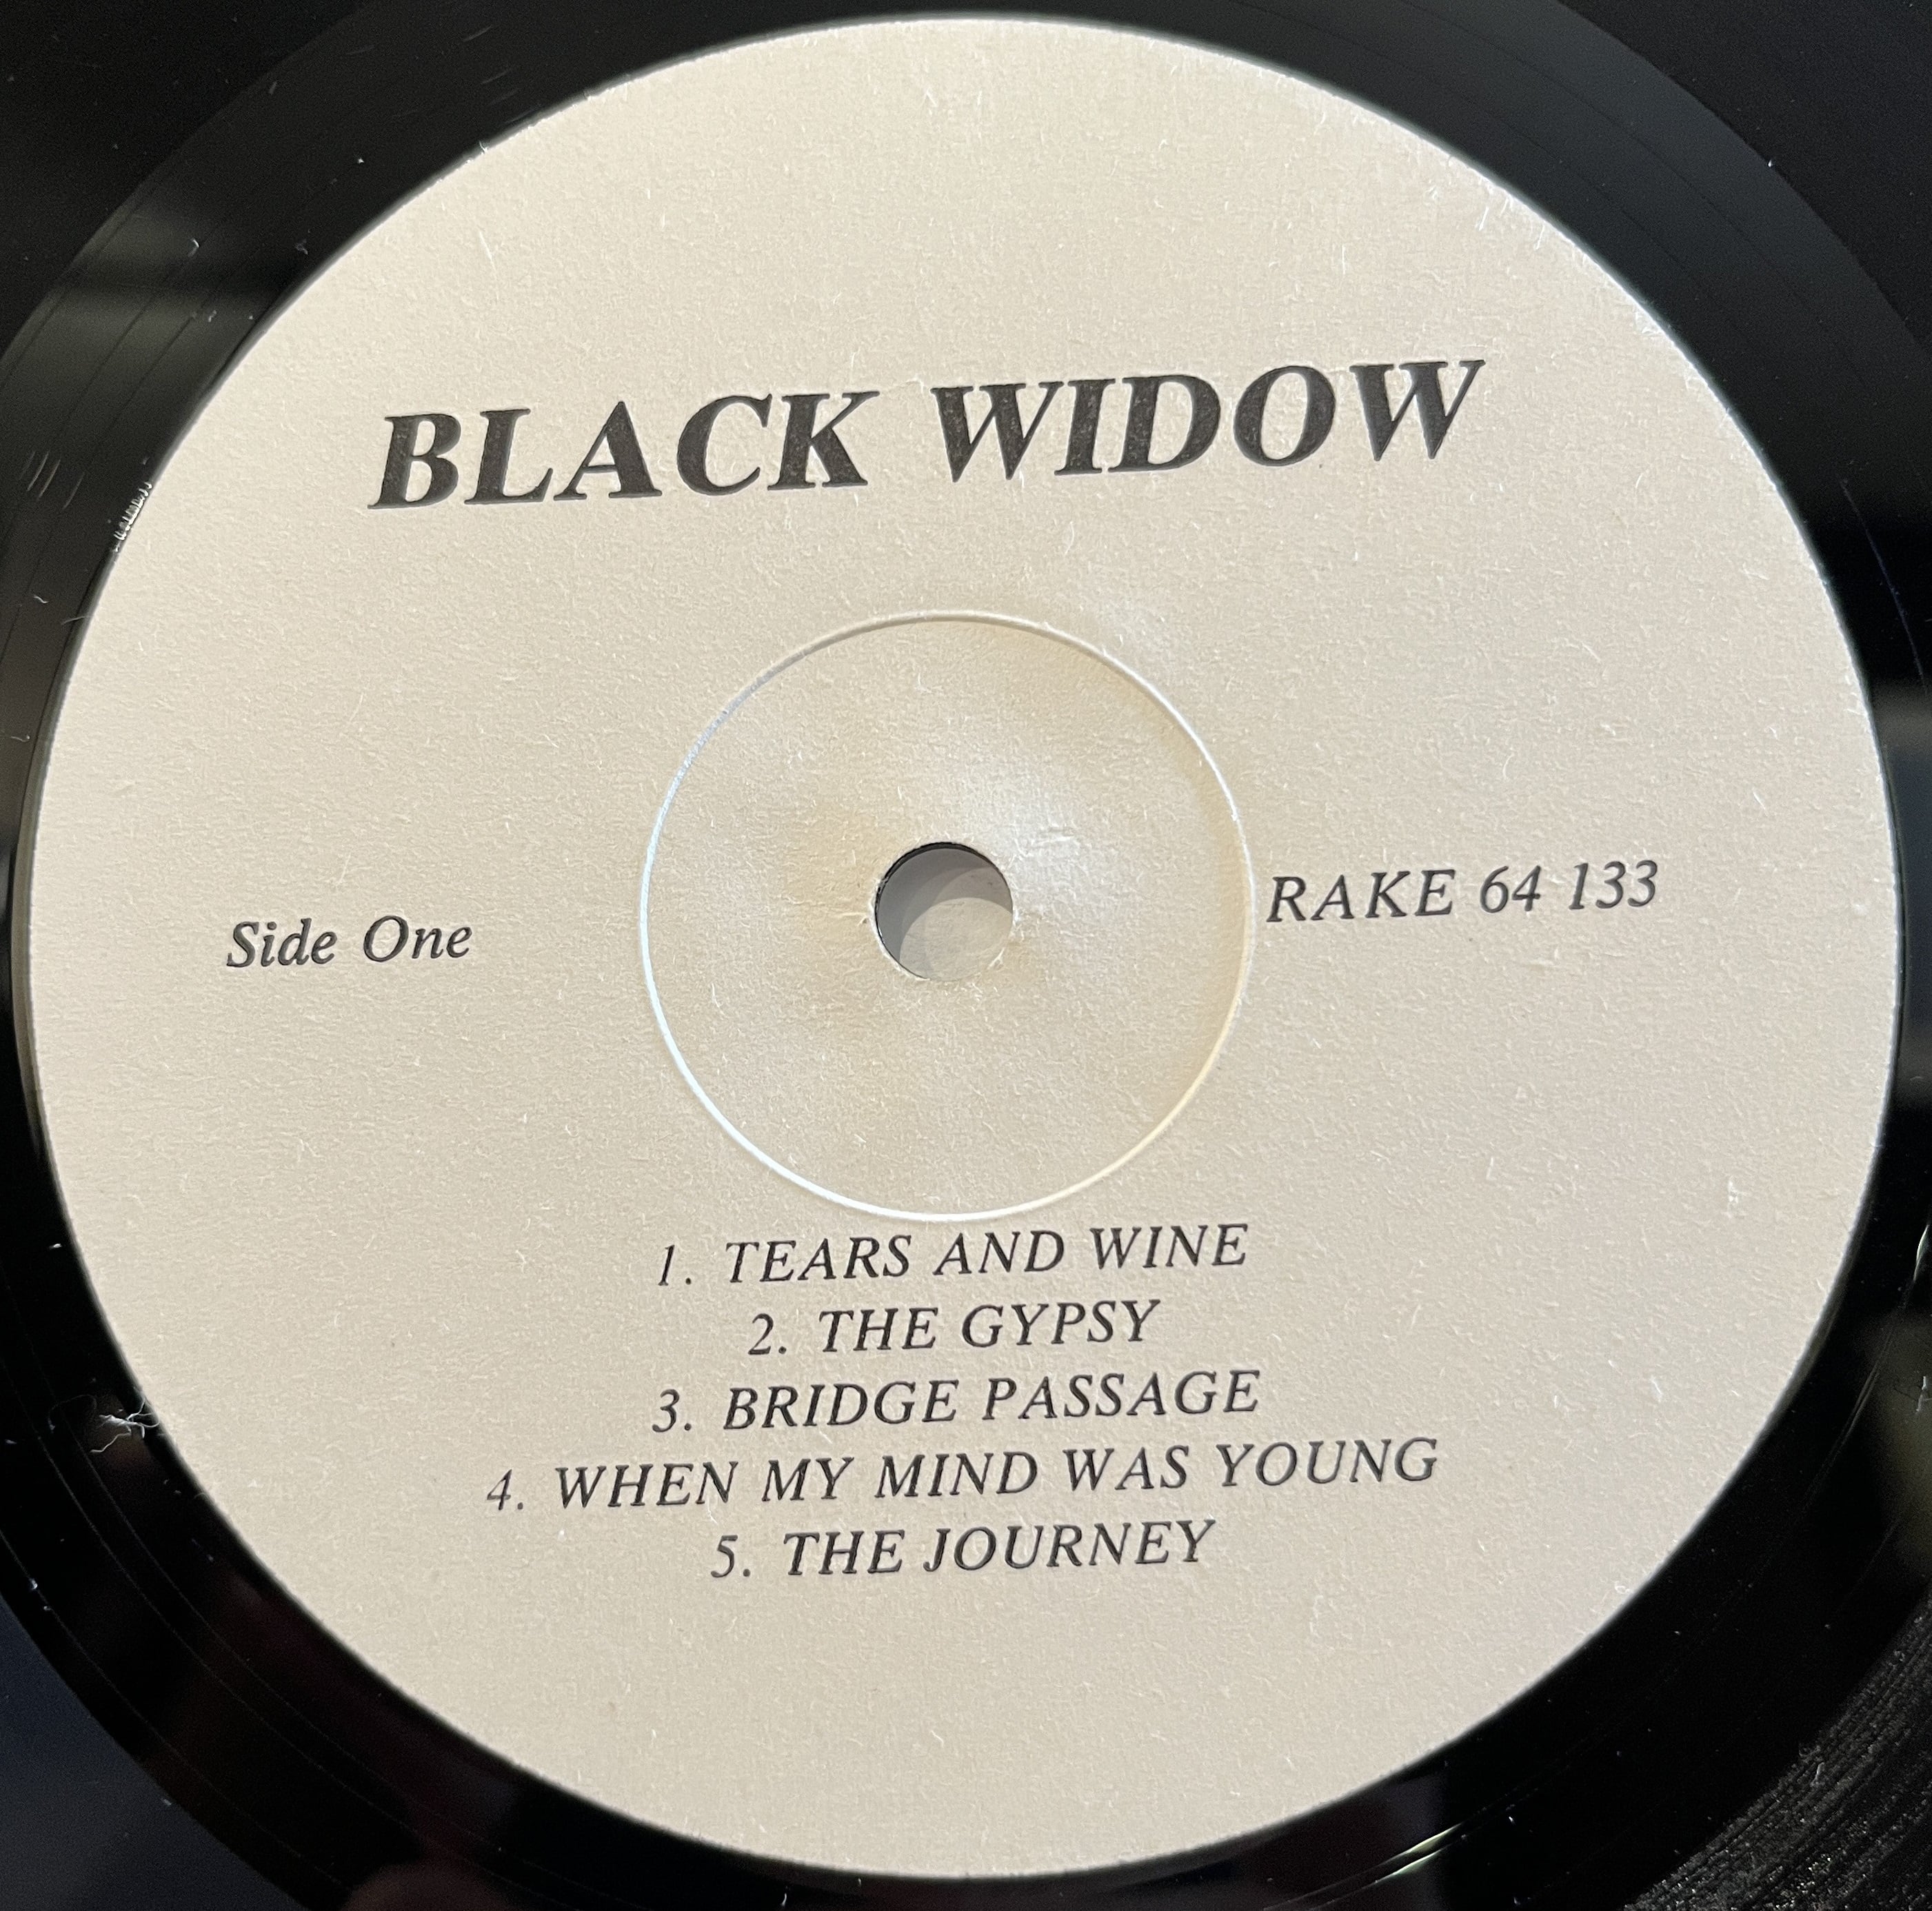 BLACK WIDOW
Side One
RAKE 64 133
1. TEARS AND WINE
2. THE GYPSY
3. BRIDGE PASSAGE
4. WHEN MY MIND WAS YOUNG
5. THE JOURNEY